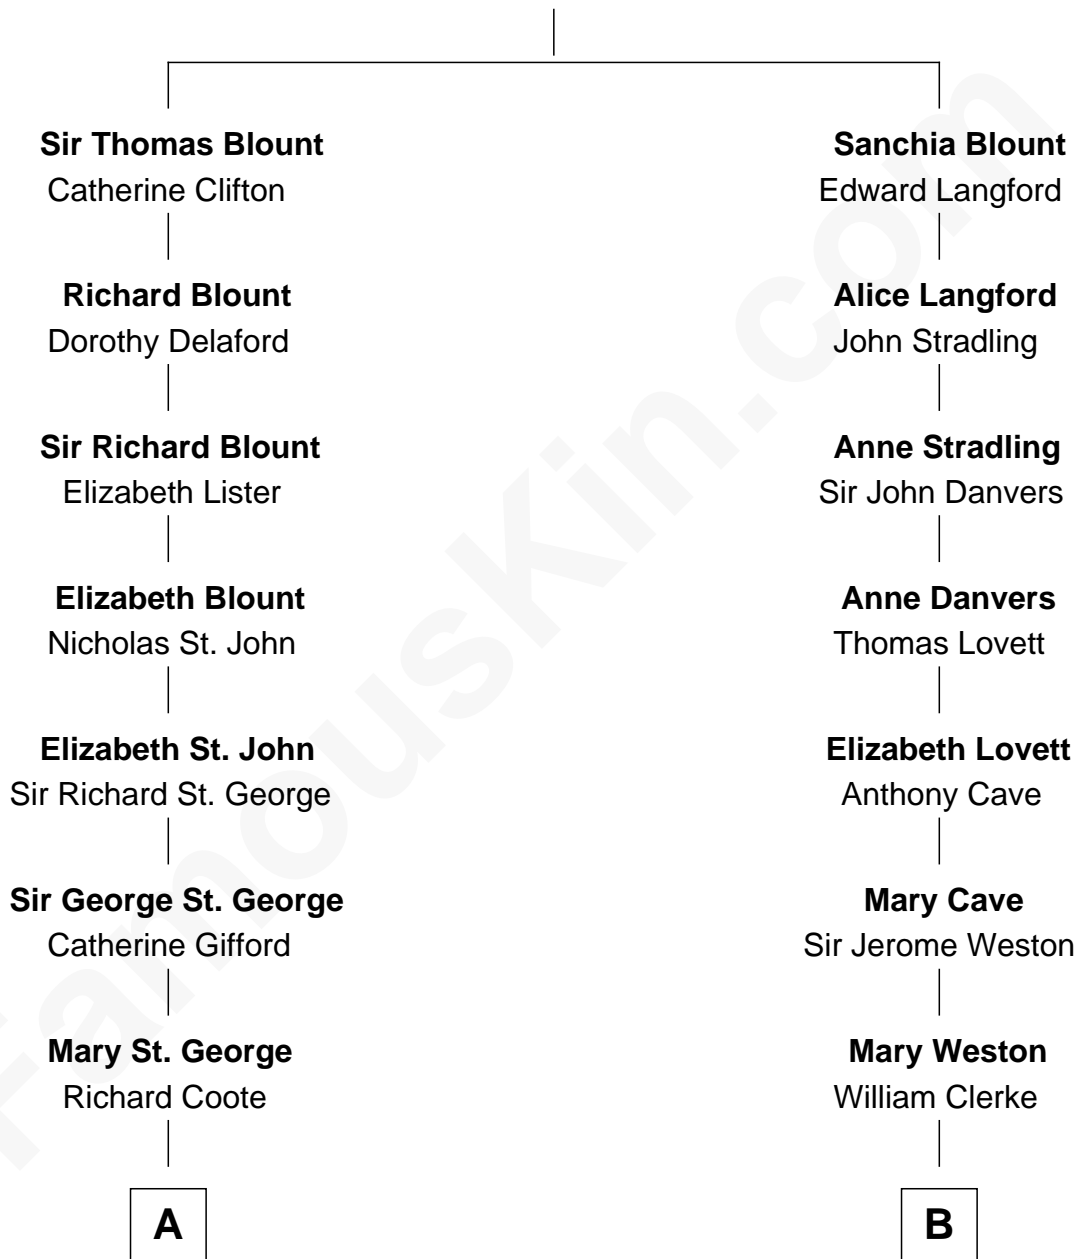 Sir Thomas Blount
Catherine Clifton
Richard Blount
Dorothy Delaford
Sir Richard Blount
Elizabeth Lister
Elizabeth Blount
Nicholas St. John
Elizabeth St. John
Sir Richard St. George
Sir George St. George
Catherine Gifford
Mary St. George
Richard Coote
A
Sanchia Blount
Edward Langford
Alice Langford
John Stradling
Anne Stradling
Sir John Danvers
Anne Danvers
Thomas Lovett
Elizabeth Lovett
Anthony Cave
Mary Cave
Sir Jerome Weston
Mary Weston
William Clerke
B
FamousKin.com